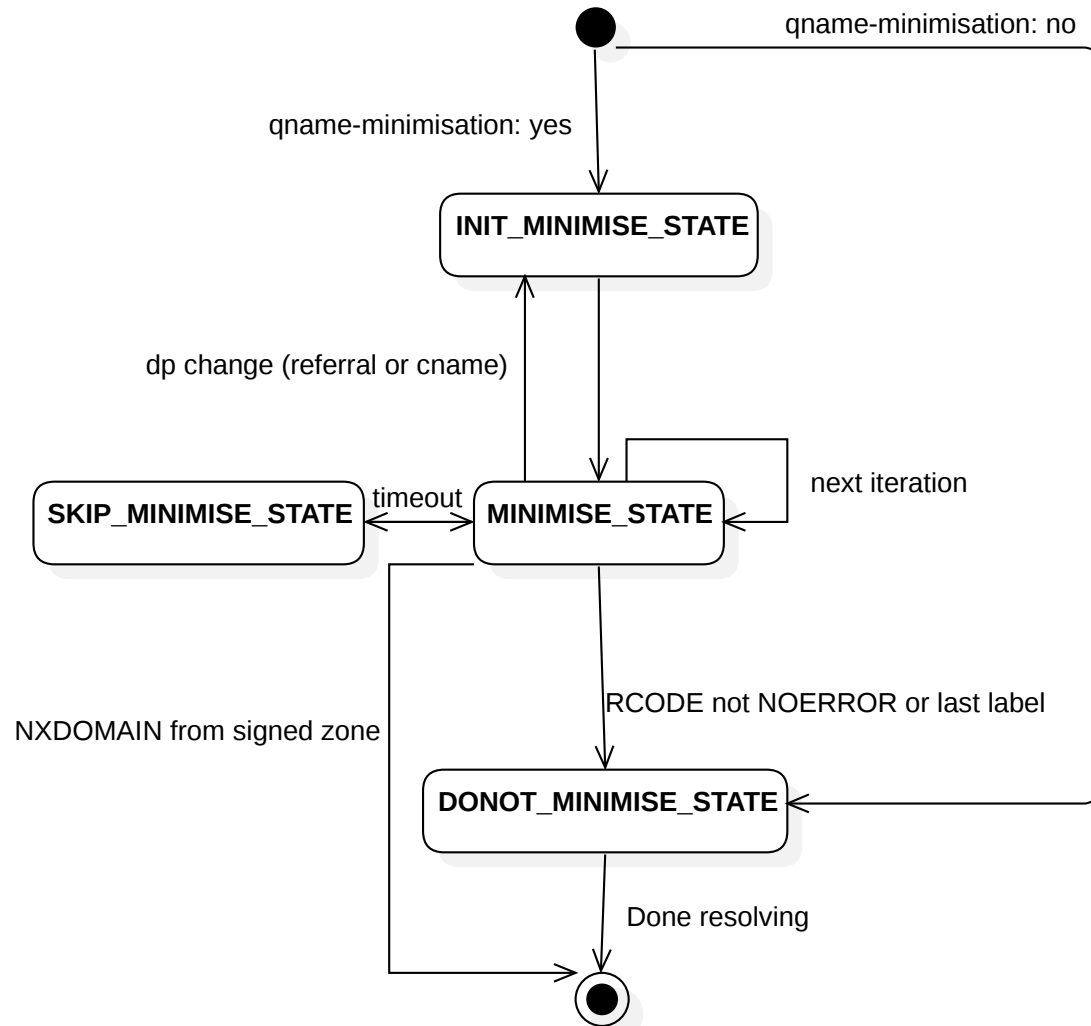 qname-minimisation: no
qname-minimisation: yes
INIT_MINIMISE_STATE
dp change (referral or cname)
next iteration
timeout
SKIP_MINIMISE_STATE
MINIMISE_STATE
RCODE not NOERROR or last label
NXDOMAIN from signed zone
DONOT_MINIMISE_STATE
Done resolving